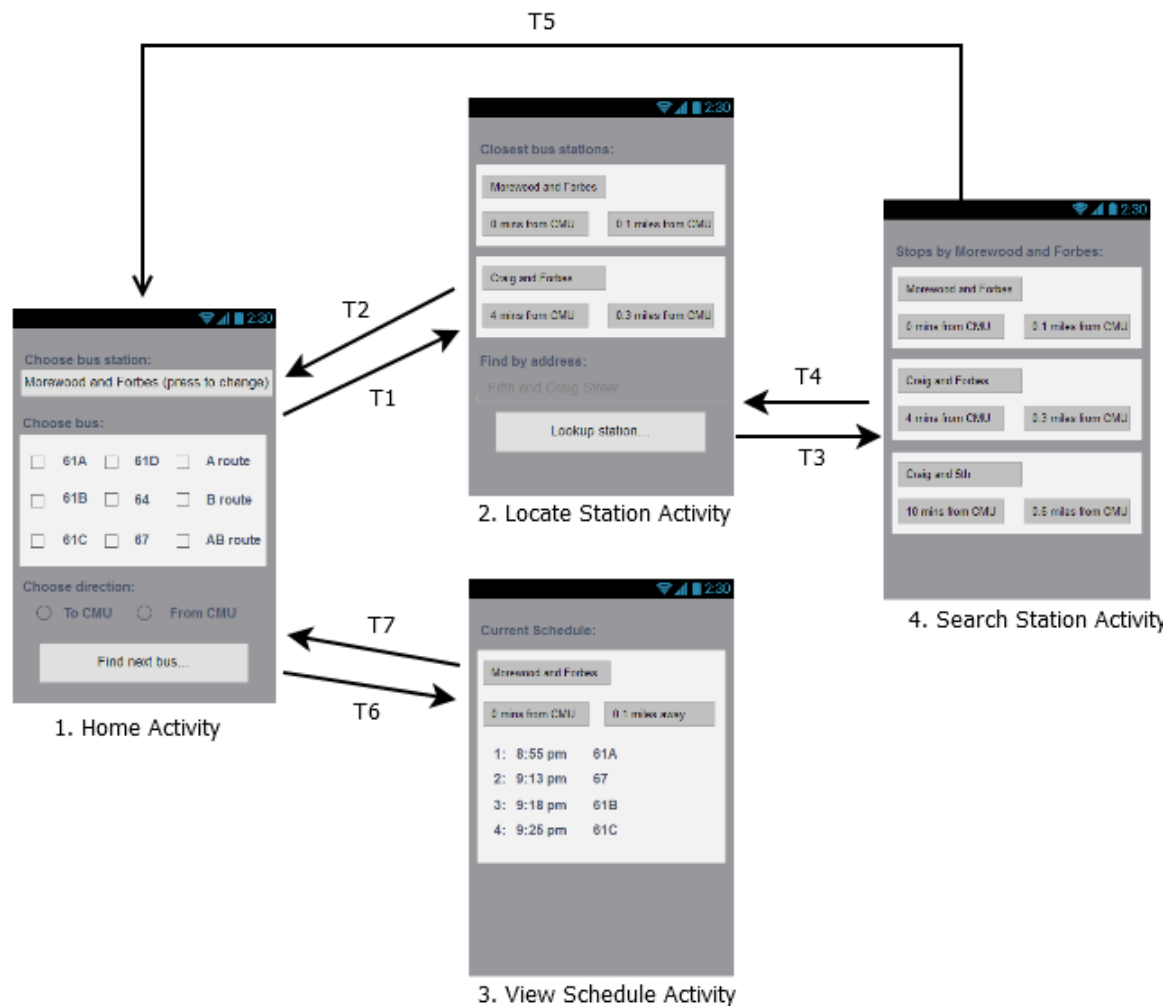 T5
2:30
Closest bus stations:
Morewood and Forbes
0 mins from CMU 0.1 miles from CMU
Craig and Forbes
4 mins from CMU 0.3 miles from CMU
Find by address:
Fifth and Craig Street
Lookup station...
2. Locate Station Activity
2:30
Stops by Morewood and Forbes:
Morewood and Forbes
0 mins from CMU 0.1 miles from CMU
Craig and Forbes
4 mins from CMU 0.3 miles from CMU
Craig and 5th
10 mins from CMU 0.6 miles from CMU
4. Search Station Activity
T2
T1
T4
T3
2:30
Choose bus station:
Morewood and Forbes (press to change)
Choose bus:
61A 61D A route
61B 64 B route
61C 67 AB route
Choose direction:
To CMU From CMU
Find next bus...
1. Home Activity
T7
T6
2:30
Current Schedule:
Morewood and Forbes
0 mins from CMU 0.1 miles away
1: 8:55 pm 61A
2: 9:13 pm 67
3: 9:18 pm 61B
4: 9:25 pm 61C
3. View Schedule Activity